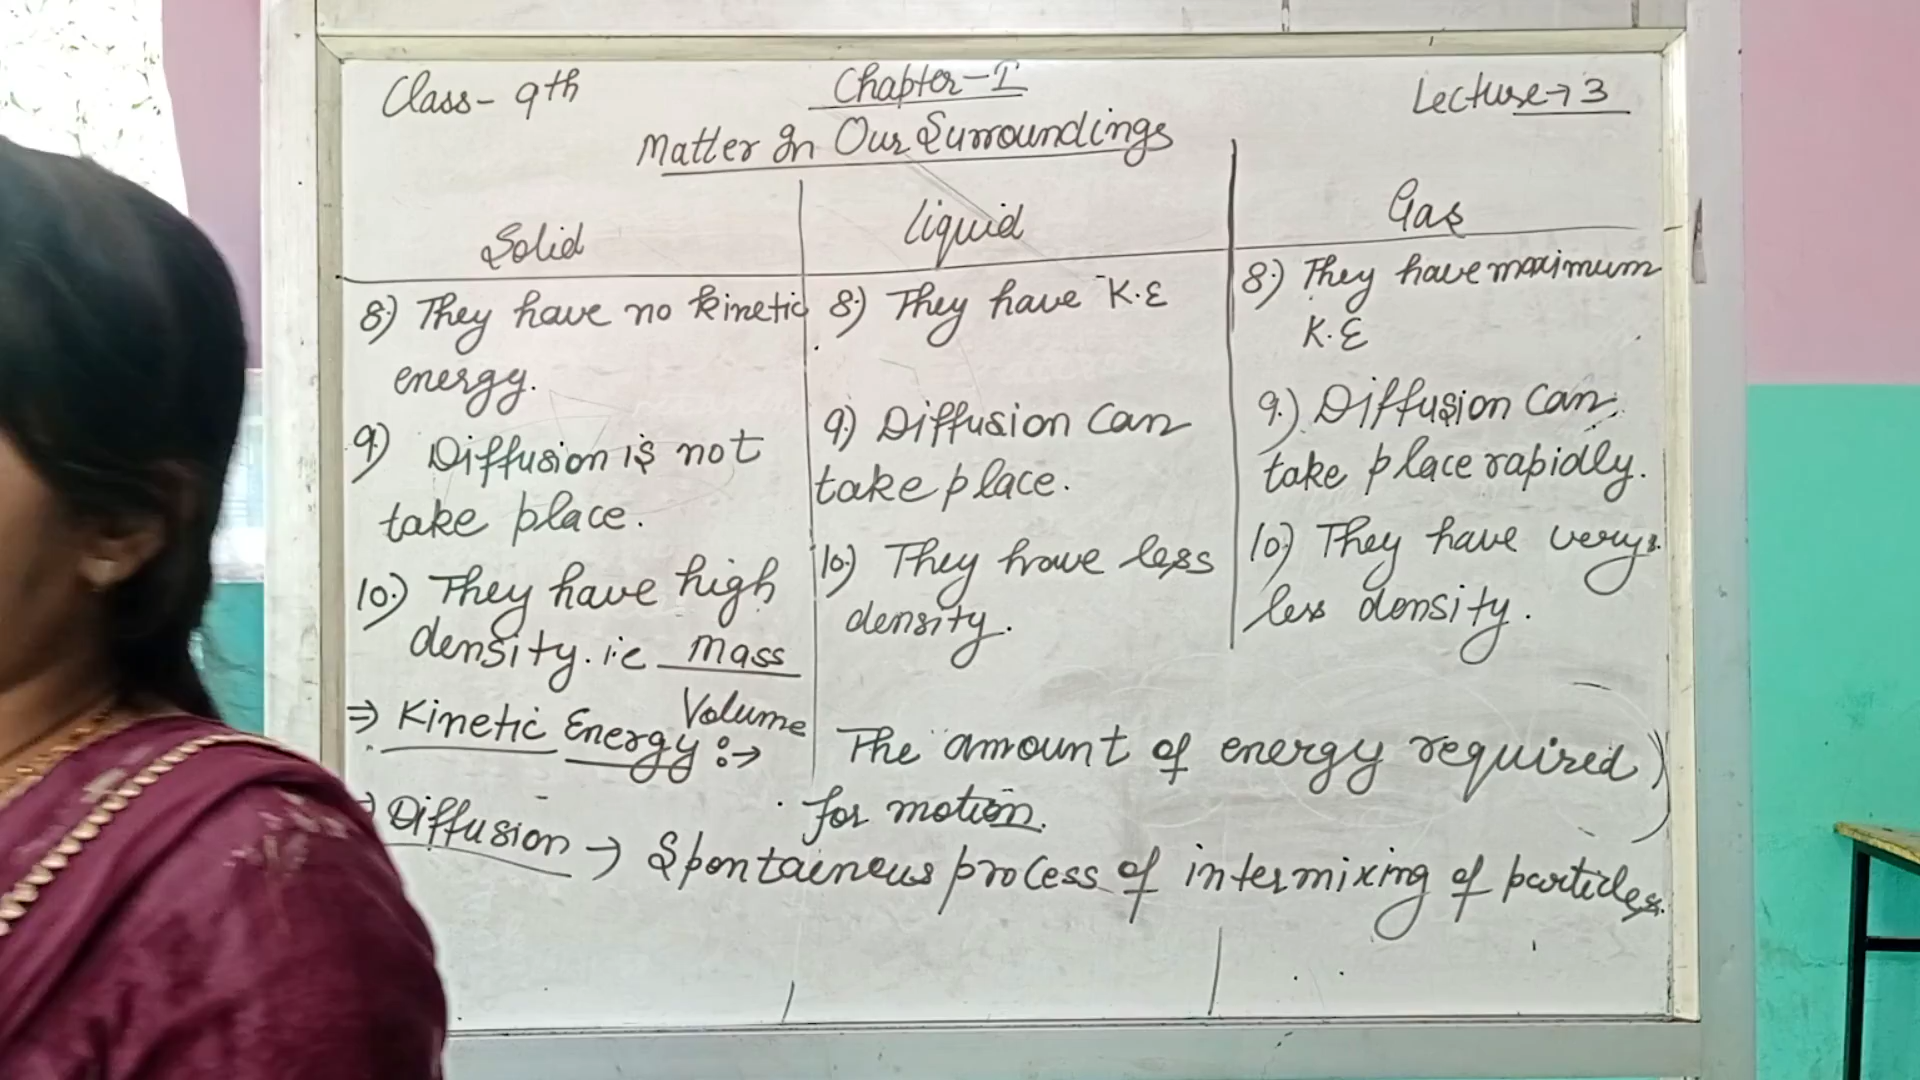 Class- 9th
Chapter-I
Lecture→3
Matter In Our Surroundings
Solid
8.) They have no kinetic
energy.
9) Diffusion is not
take place.
10.) They have high
density. i.e Mass
Volume
Liquid
8.) They have K.E
9.) Diffusion Can
take place.
10.) They have less
density.
Gas
8.) They have maximum
K.E
9.) Diffusion Can
take place rapidly.
10.) They have very
less density.
⇒ Kinetic Energy :→ The amount of energy required
for motion.
Diffusion → Spontaineus process of intermixing of particles.